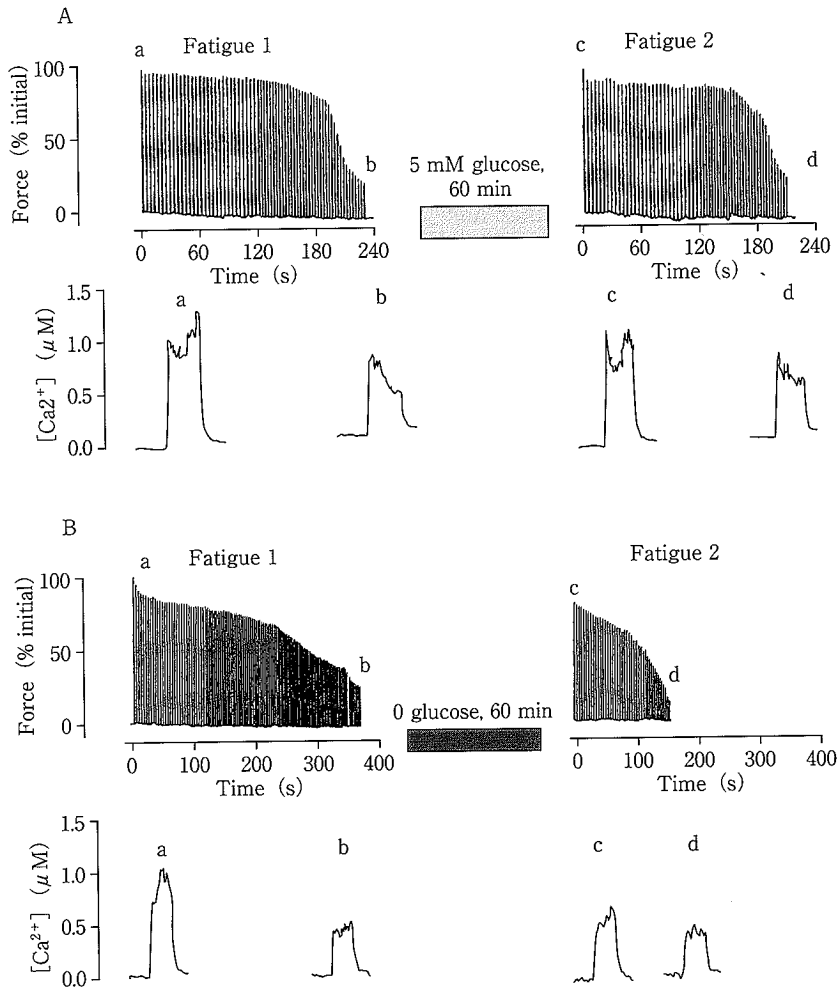 A
a Fatigue 1
c Fatigue 2
Force (% initial)
100
50
0
b
d
5 mM glucose,
60 min
0 60 120 180 240
Time (s)
0 60 120 180 240
Time (s)
[Ca2+] (μM)
1.5
1.0
0.5
0.0
a
b
c
d
B
a Fatigue 1
Fatigue 2
c
Force (% initial)
100
50
0
b
d
0 glucose, 60 min
0 100 200 300 400
Time (s)
0 100 200 300 400
Time (s)
[Ca²⁺] (μM)
1.5
1.0
0.5
0.0
a
b
c
d